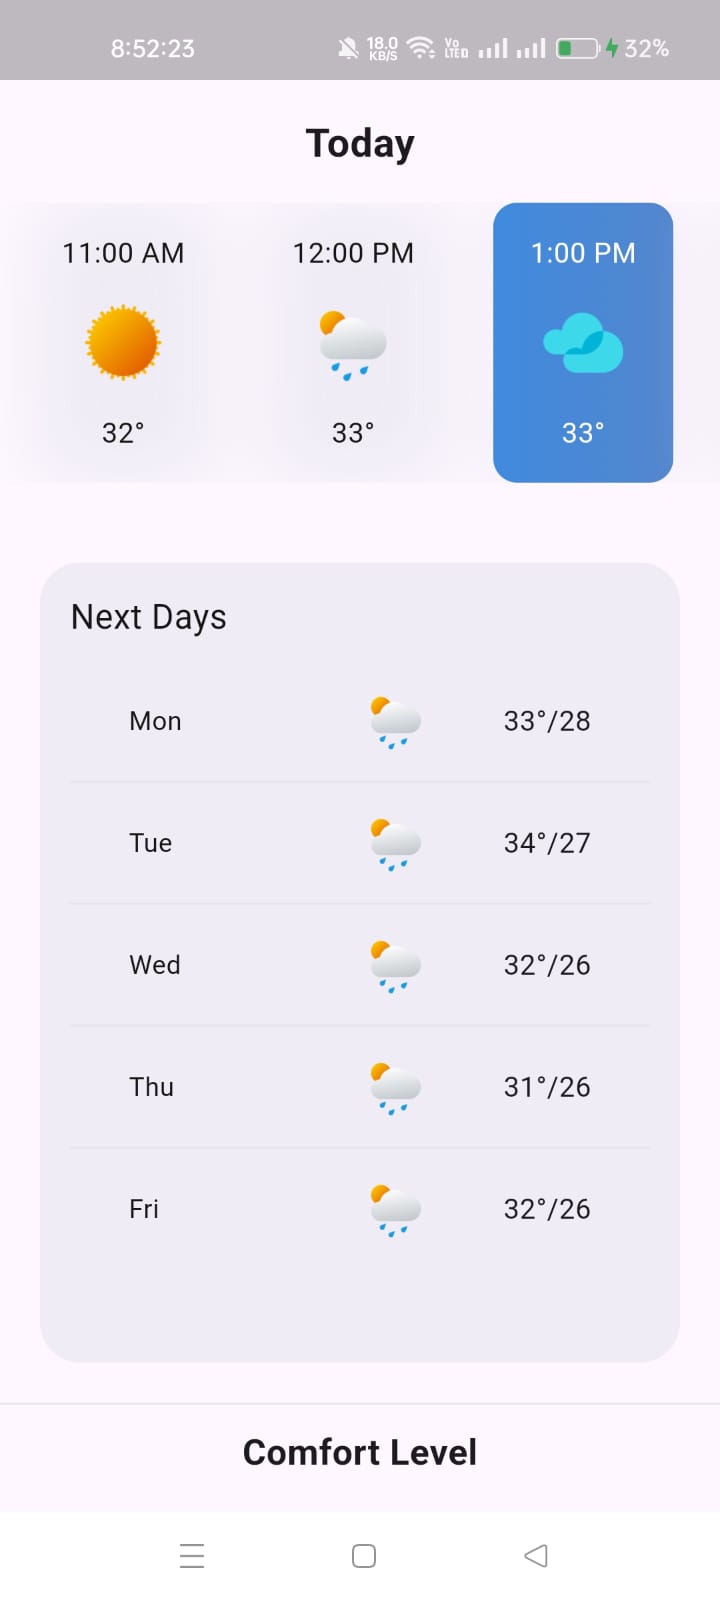 8:52:23 18.0 KB/S Vo LTED 32%
Today
11:00 AM 12:00 PM 1:00 PM
32° 33° 33°
Next Days
Mon 33°/28
Tue 34°/27
Wed 32°/26
Thu 31°/26
Fri 32°/26
Comfort Level